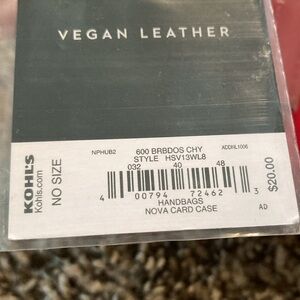 VEGAN LEATHER
NPHUB2 600 BRBDOS CHY ADDHL1006
STYLE HSV13WL8
032 40 48
KOHL'S
Kohls.com
NO SIZE
$20.00
4 00794 72462 3
HANDBAGS
NOVA CARD CASE AD